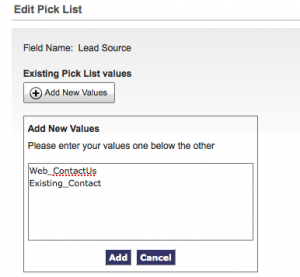 Edit Pick List
Field Name: Lead Source
Existing Pick List values
Add New Values
Add New Values
Please enter your values one below the other
Web_ContactUs
Existing_Contact
Add Cancel